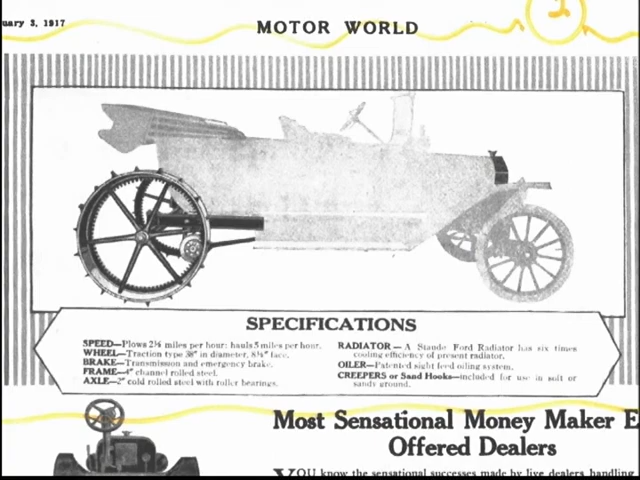 uary 3, 1917
MOTOR WORLD
1
SPECIFICATIONS
SPEED—Plows 2½ miles per hour: hauls 5 miles per hour.
WHEEL—Traction type 38" in diameter, 8¼" face.
BRAKE—Transmission and emergency brake.
FRAME—4" channel rolled steel.
AXLE—2" cold rolled steel with roller bearings.
RADIATOR—A Staude Ford Radiator has six times
cooling efficiency of present radiator.
OILER—Patented sight feed oiling system.
CREEPERS or Sand Hooks—included for use in soft or
sandy ground.
Most Sensational Money Maker E
Offered Dealers
YOU know the sensational successes made by live dealers handling